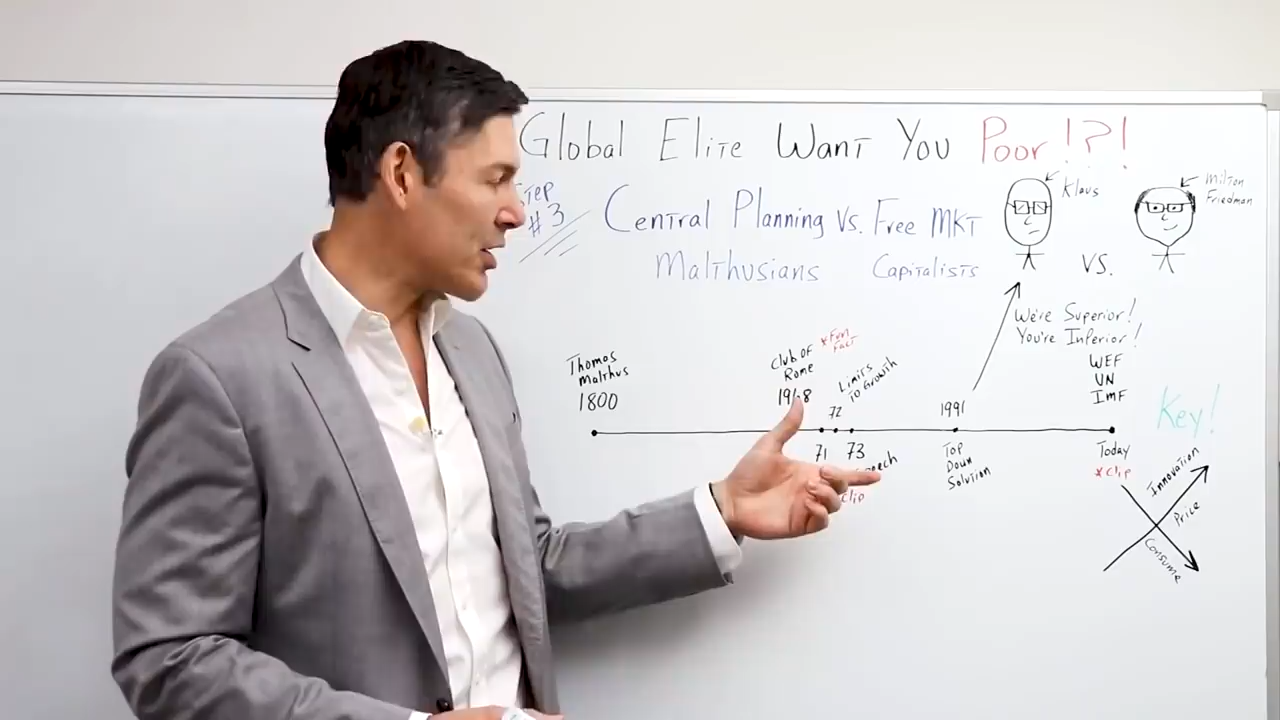 Global Elite Want You Poor!?!
Step
#3
Central Planning Vs. Free MKT
Malthusians Capitalists
Klaus
Milton
Friedman
VS.
We're Superior!
You're Inferior!
WEF
UN
IMF
Thomas
Malthus
1800
Club of
Rome
1968
*Fun
Fact
Limits
To Growth
72
1991
71
73
clip
Top
Down
Solution
Today
*clip
Key!
Innovation
Price
Consume